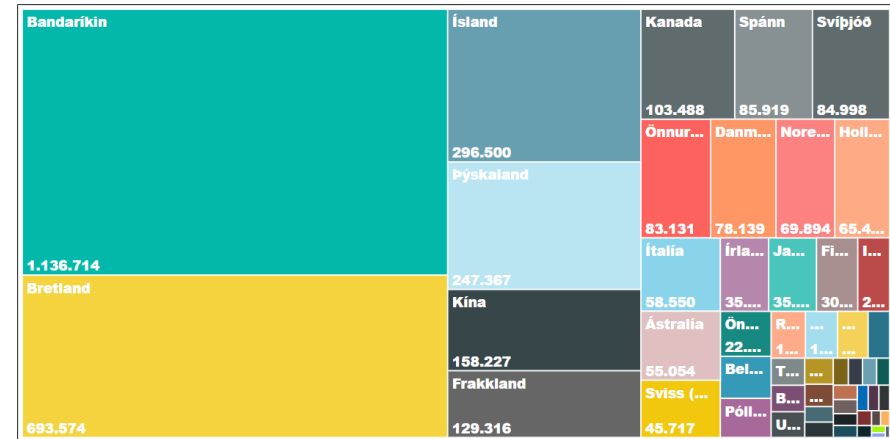 Bandaríkin
1.136.714
Bretland
693.574
Ísland
296.500
Þýskaland
247.367
Kína
158.227
Frakkland
129.316
Kanada
103.488
Spánn
85.919
Svíþjóð
84.998
Önnur...
83.131
Danm...
78.139
Nore...
69.894
Holl...
65.4...
Ítalía
58.550
Írla...
35....
Ja...
35....
Fi...
30...
I...
2...
Ástralía
55.054
Ön...
22....
R...
1...
...
1...
...
...
Sviss (...
45.717
Bel...
Póll...
T...
B...
U...
...
...